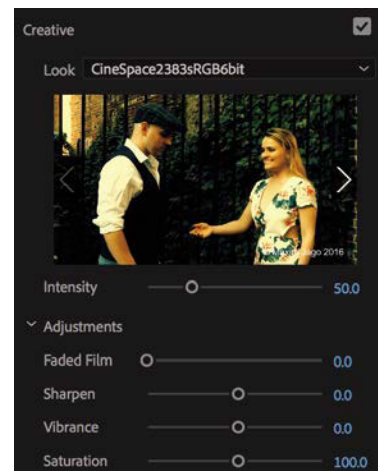 Creative
Look CineSpace2383sRGB6bit
2016
Intensity 50.0
Adjustments
Faded Film 0.0
Sharpen 0.0
Vibrance 0.0
Saturation 100.0